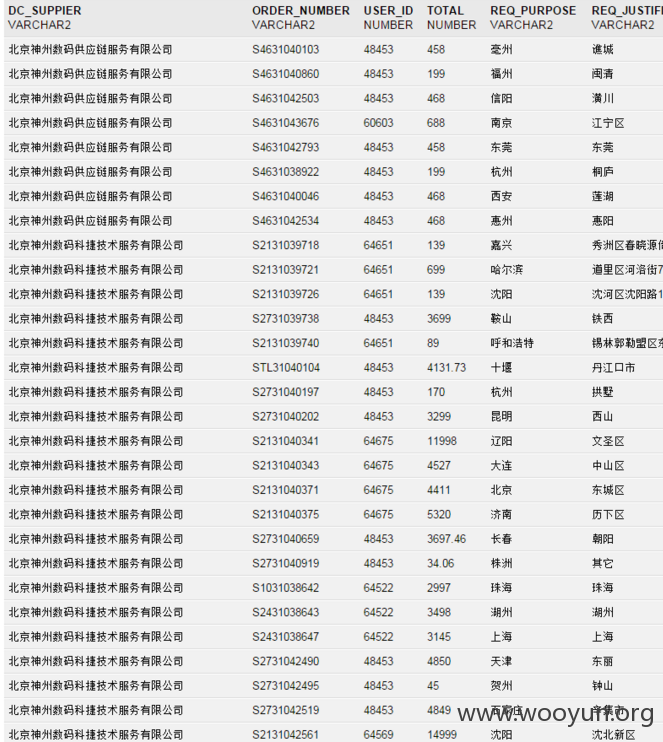 DC_SUPPIER ORDER_NUMBER USER_ID TOTAL REQ_PURPOSE REQ_JUSTIFI
VARCHAR2 VARCHAR2 NUMBER NUMBER VARCHAR2 VARCHAR2
北京神州数码供应链服务有限公司 S4631040103 48453 458 亳州 谯城
北京神州数码供应链服务有限公司 S4631040860 48453 199 福州 闽清
北京神州数码供应链服务有限公司 S4631042503 48453 468 信阳 潢川
北京神州数码供应链服务有限公司 S4631043676 60603 688 南京 江宁区
北京神州数码供应链服务有限公司 S4631042793 48453 458 东莞 东莞
北京神州数码供应链服务有限公司 S4631038922 48453 199 杭州 桐庐
北京神州数码供应链服务有限公司 S4631040046 48453 468 西安 莲湖
北京神州数码供应链服务有限公司 S4631042534 48453 468 惠州 惠阳
北京神州数码科捷技术服务有限公司 S2131039718 64651 139 嘉兴 秀洲区春晓源
北京神州数码科捷技术服务有限公司 S2131039721 64651 699 哈尔滨 道里区河洛街7
北京神州数码科捷技术服务有限公司 S2131039726 64651 139 沈阳 沈河区沈阳路1
北京神州数码科捷技术服务有限公司 S2731039738 48453 3699 鞍山 铁西
北京神州数码科捷技术服务有限公司 S2131039740 64651 89 呼和浩特 锡林郭勒盟区
北京神州数码科捷技术服务有限公司 STL31040104 48453 4131.73 十堰 丹江口市
北京神州数码科捷技术服务有限公司 S2731040197 48453 170 杭州 拱墅
北京神州数码科捷技术服务有限公司 S2731040202 48453 3299 昆明 西山
北京神州数码科捷技术服务有限公司 S2131040341 64675 11998 辽阳 文圣区
北京神州数码科捷技术服务有限公司 S2131040343 64675 4527 大连 中山区
北京神州数码科捷技术服务有限公司 S2131040371 64675 4411 北京 东城区
北京神州数码科捷技术服务有限公司 S2131040375 64675 5320 济南 历下区
北京神州数码科捷技术服务有限公司 S2731040659 48453 3697.46 长春 朝阳
北京神州数码科捷技术服务有限公司 S2731040919 48453 34.06 株洲 其它
北京神州数码科捷技术服务有限公司 S1031038642 64522 2997 珠海 珠海
北京神州数码科捷技术服务有限公司 S2431038643 64522 3498 湖州 湖州
北京神州数码科捷技术服务有限公司 S2431038647 64522 3145 上海 上海
北京神州数码科捷技术服务有限公司 S2731042490 48453 4850 天津 东丽
北京神州数码科捷技术服务有限公司 S2731042495 48453 45 贺州 钟山
北京神州数码科捷技术服务有限公司 S2731042519 48453 4849 石家庄 辛集市
www.wooyun.org
北京神州数码科捷技术服务有限公司 S2131042561 64569 14999 沈阳 沈北新区